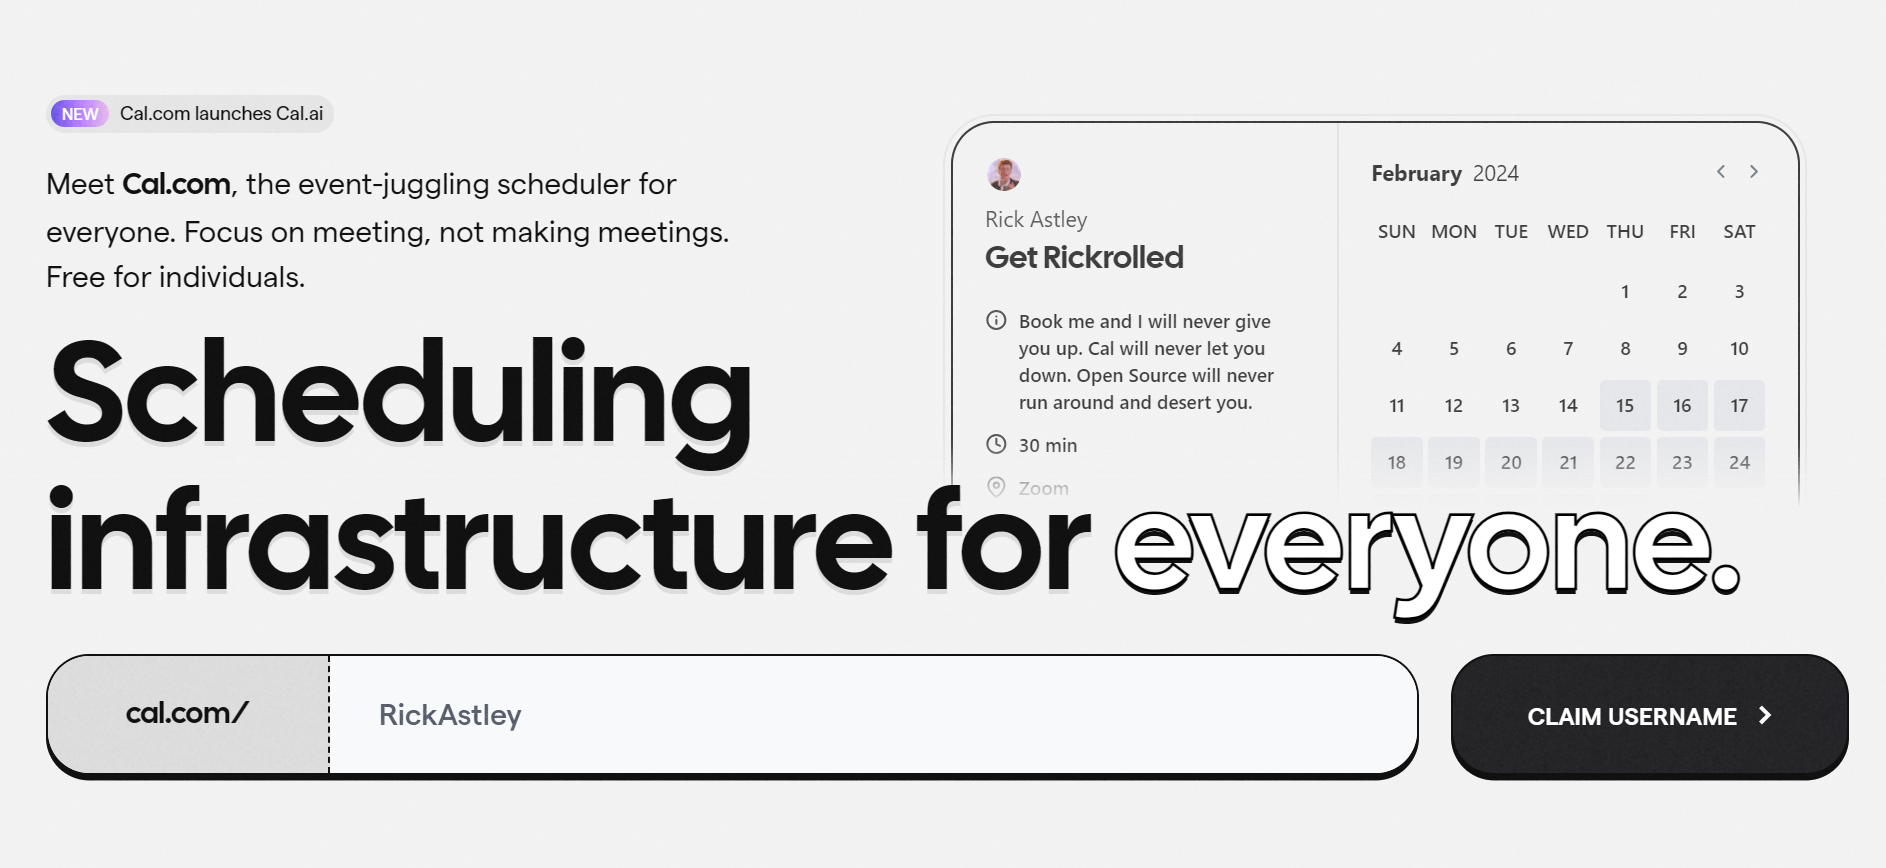 NEW Cal.com launches Cal.ai
Meet Cal.com, the event-juggling scheduler for
everyone. Focus on meeting, not making meetings.
Free for individuals.
Scheduling
infrastructure for everyone.
Rick Astley
Get Rickrolled
Book me and I will never give
you up. Cal will never let you
down. Open Source will never
run around and desert you.
30 min
Zoom
February 2024
SUN MON TUE WED THU FRI SAT
1 2 3
4 5 6 7 8 9 10
11 12 13 14 15 16 17
18 19 20 21 22 23 24
cal.com/ RickAstley
CLAIM USERNAME